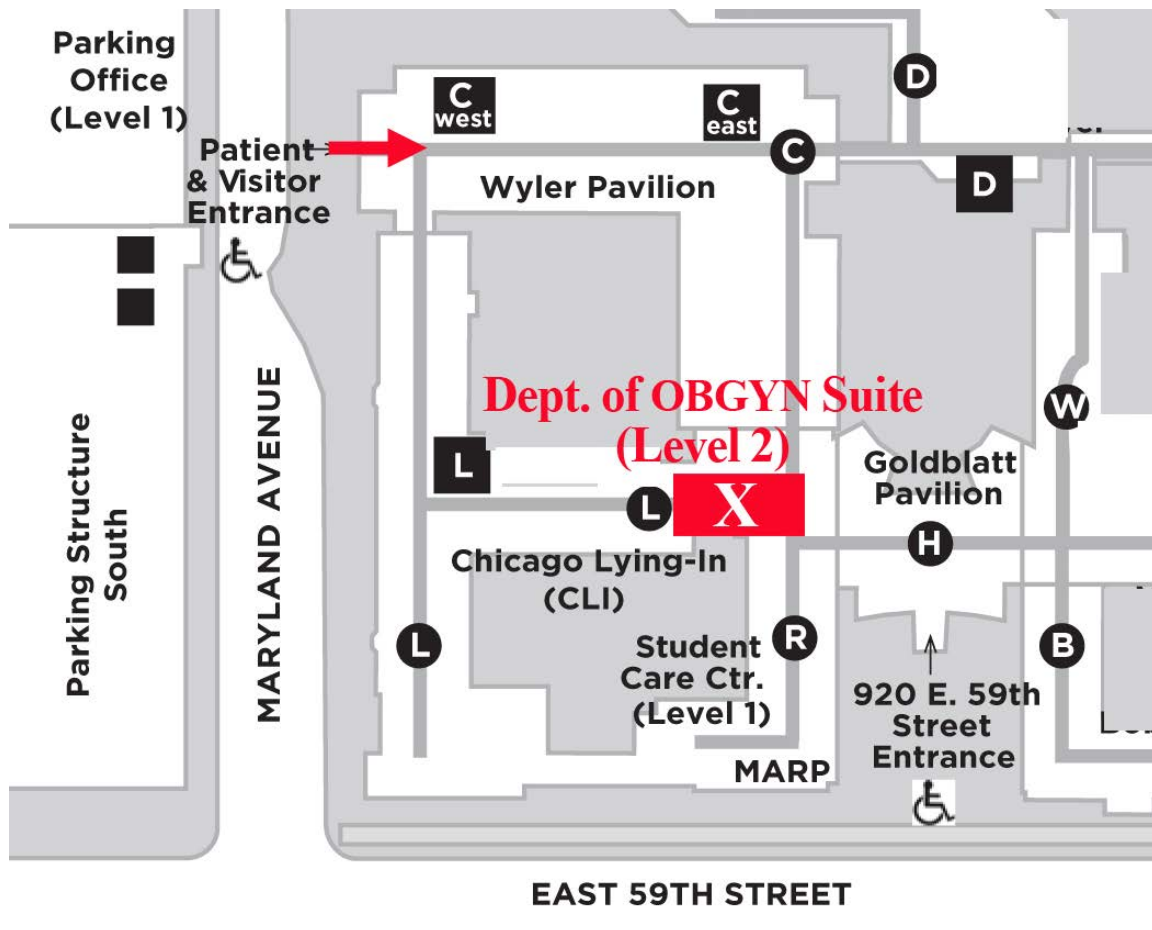 Parking
Office
(Level 1)
Patient
& Visitor
Entrance
C
west
C
east
C
D
D
Wyler Pavilion
MARYLAND AVENUE
Parking Structure
South
Dept. of OBGYN Suite
(Level 2)
X
L
L
L
W
Goldblatt
Pavilion
H
Chicago Lying-In
(CLI)
Student
Care Ctr.
(Level 1)
R
B
920 E. 59th
Street
Entrance
MARP
EAST 59TH STREET